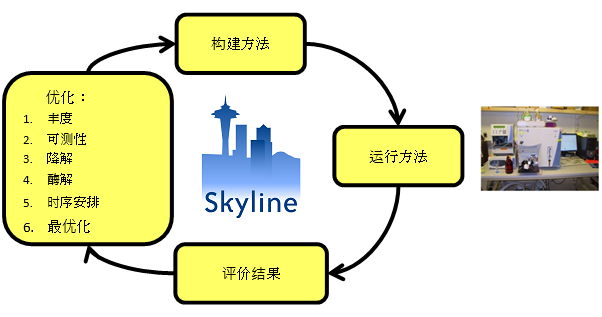 构建方法
优化：
1. 丰度
2. 可测性
3. 降解
4. 酶解
5. 时序安排
6. 最优化
运行方法
Skyline
评价结果